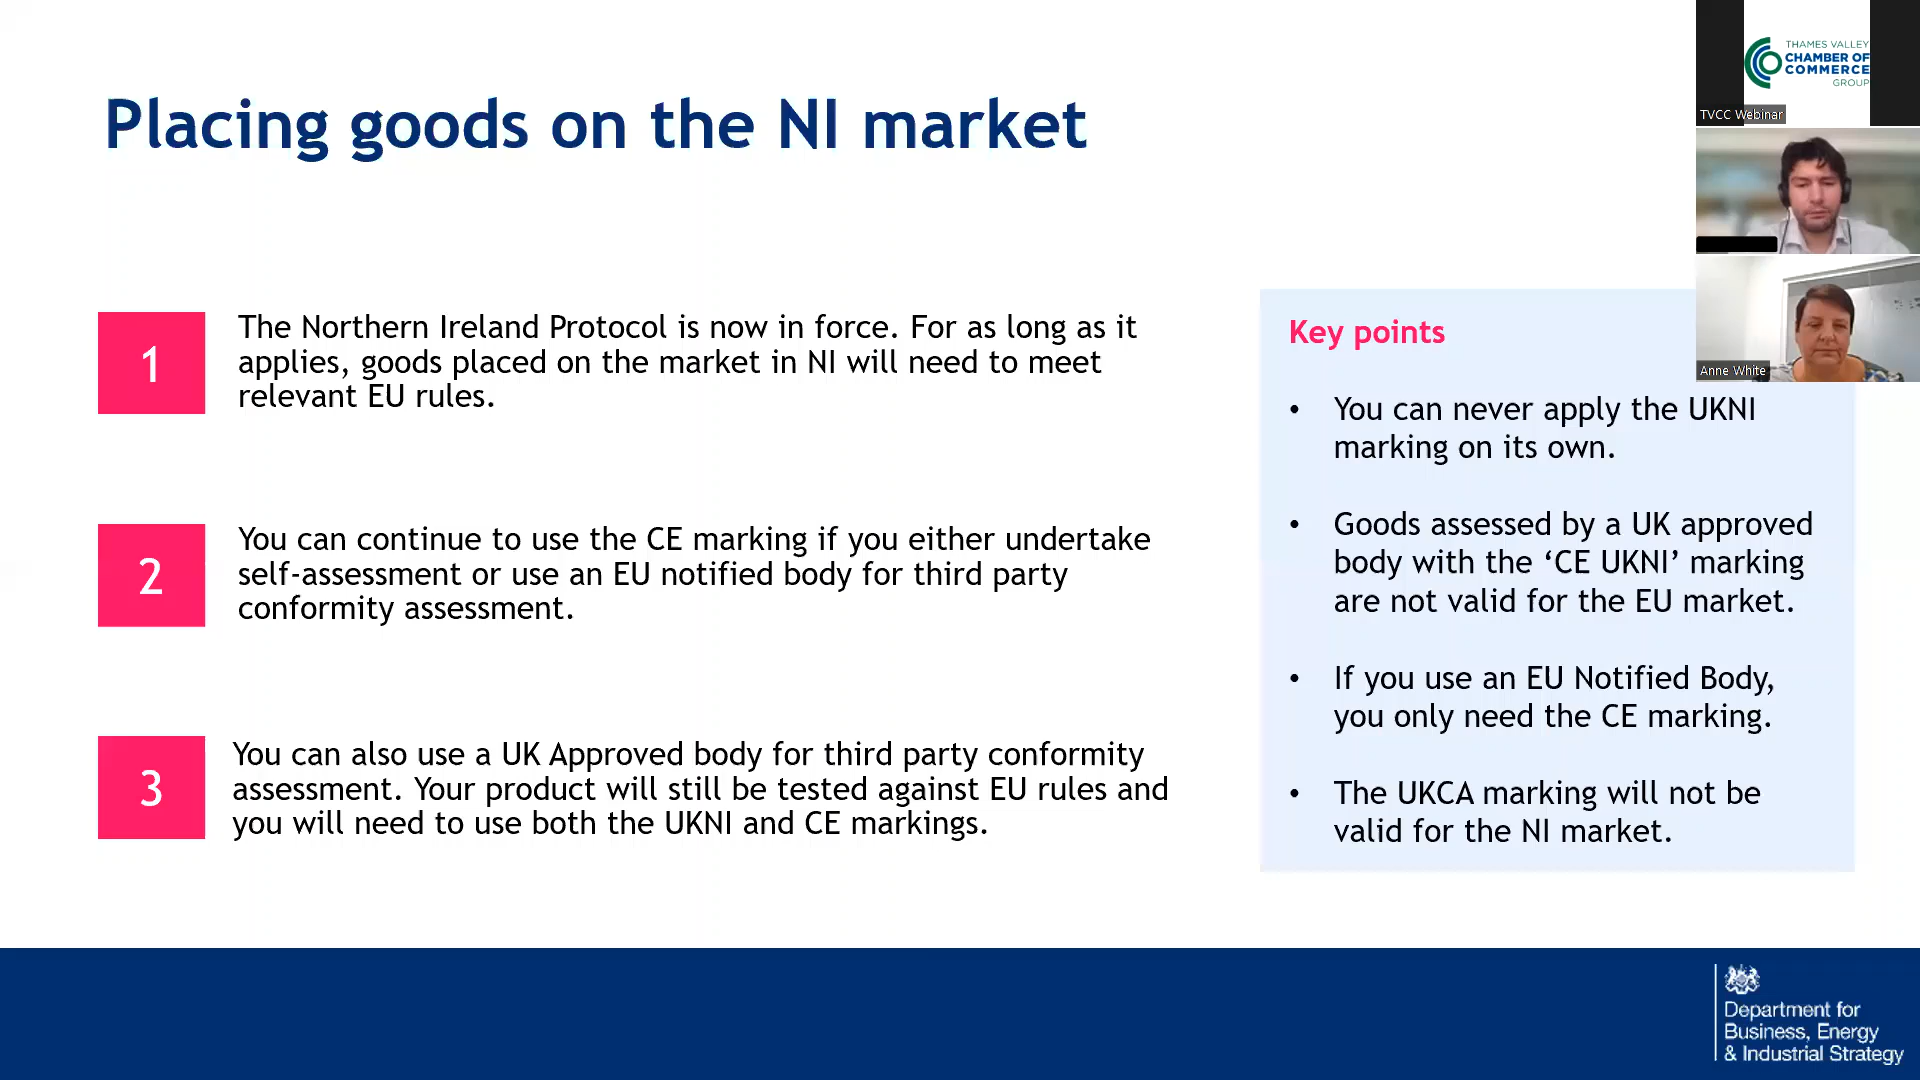 Placing goods on the NI market
1
The Northern Ireland Protocol is now in force. For as long as it
applies, goods placed on the market in NI will need to meet
relevant EU rules.
2
You can continue to use the CE marking if you either undertake
self-assessment or use an EU notified body for third party
conformity assessment.
3
You can also use a UK Approved body for third party conformity
assessment. Your product will still be tested against EU rules and
you will need to use both the UKNI and CE markings.
Key points
• You can never apply the UKNI
marking on its own.
• Goods assessed by a UK approved
body with the ‘CE UKNI’ marking
are not valid for the EU market.
• If you use an EU Notified Body,
you only need the CE marking.
• The UKCA marking will not be
valid for the NI market.
THAMES VALLEY
CHAMBER OF
COMMERCE
GROUP
TVCC Webinar
Anne White
Department for
Business, Energy
& Industrial Strategy